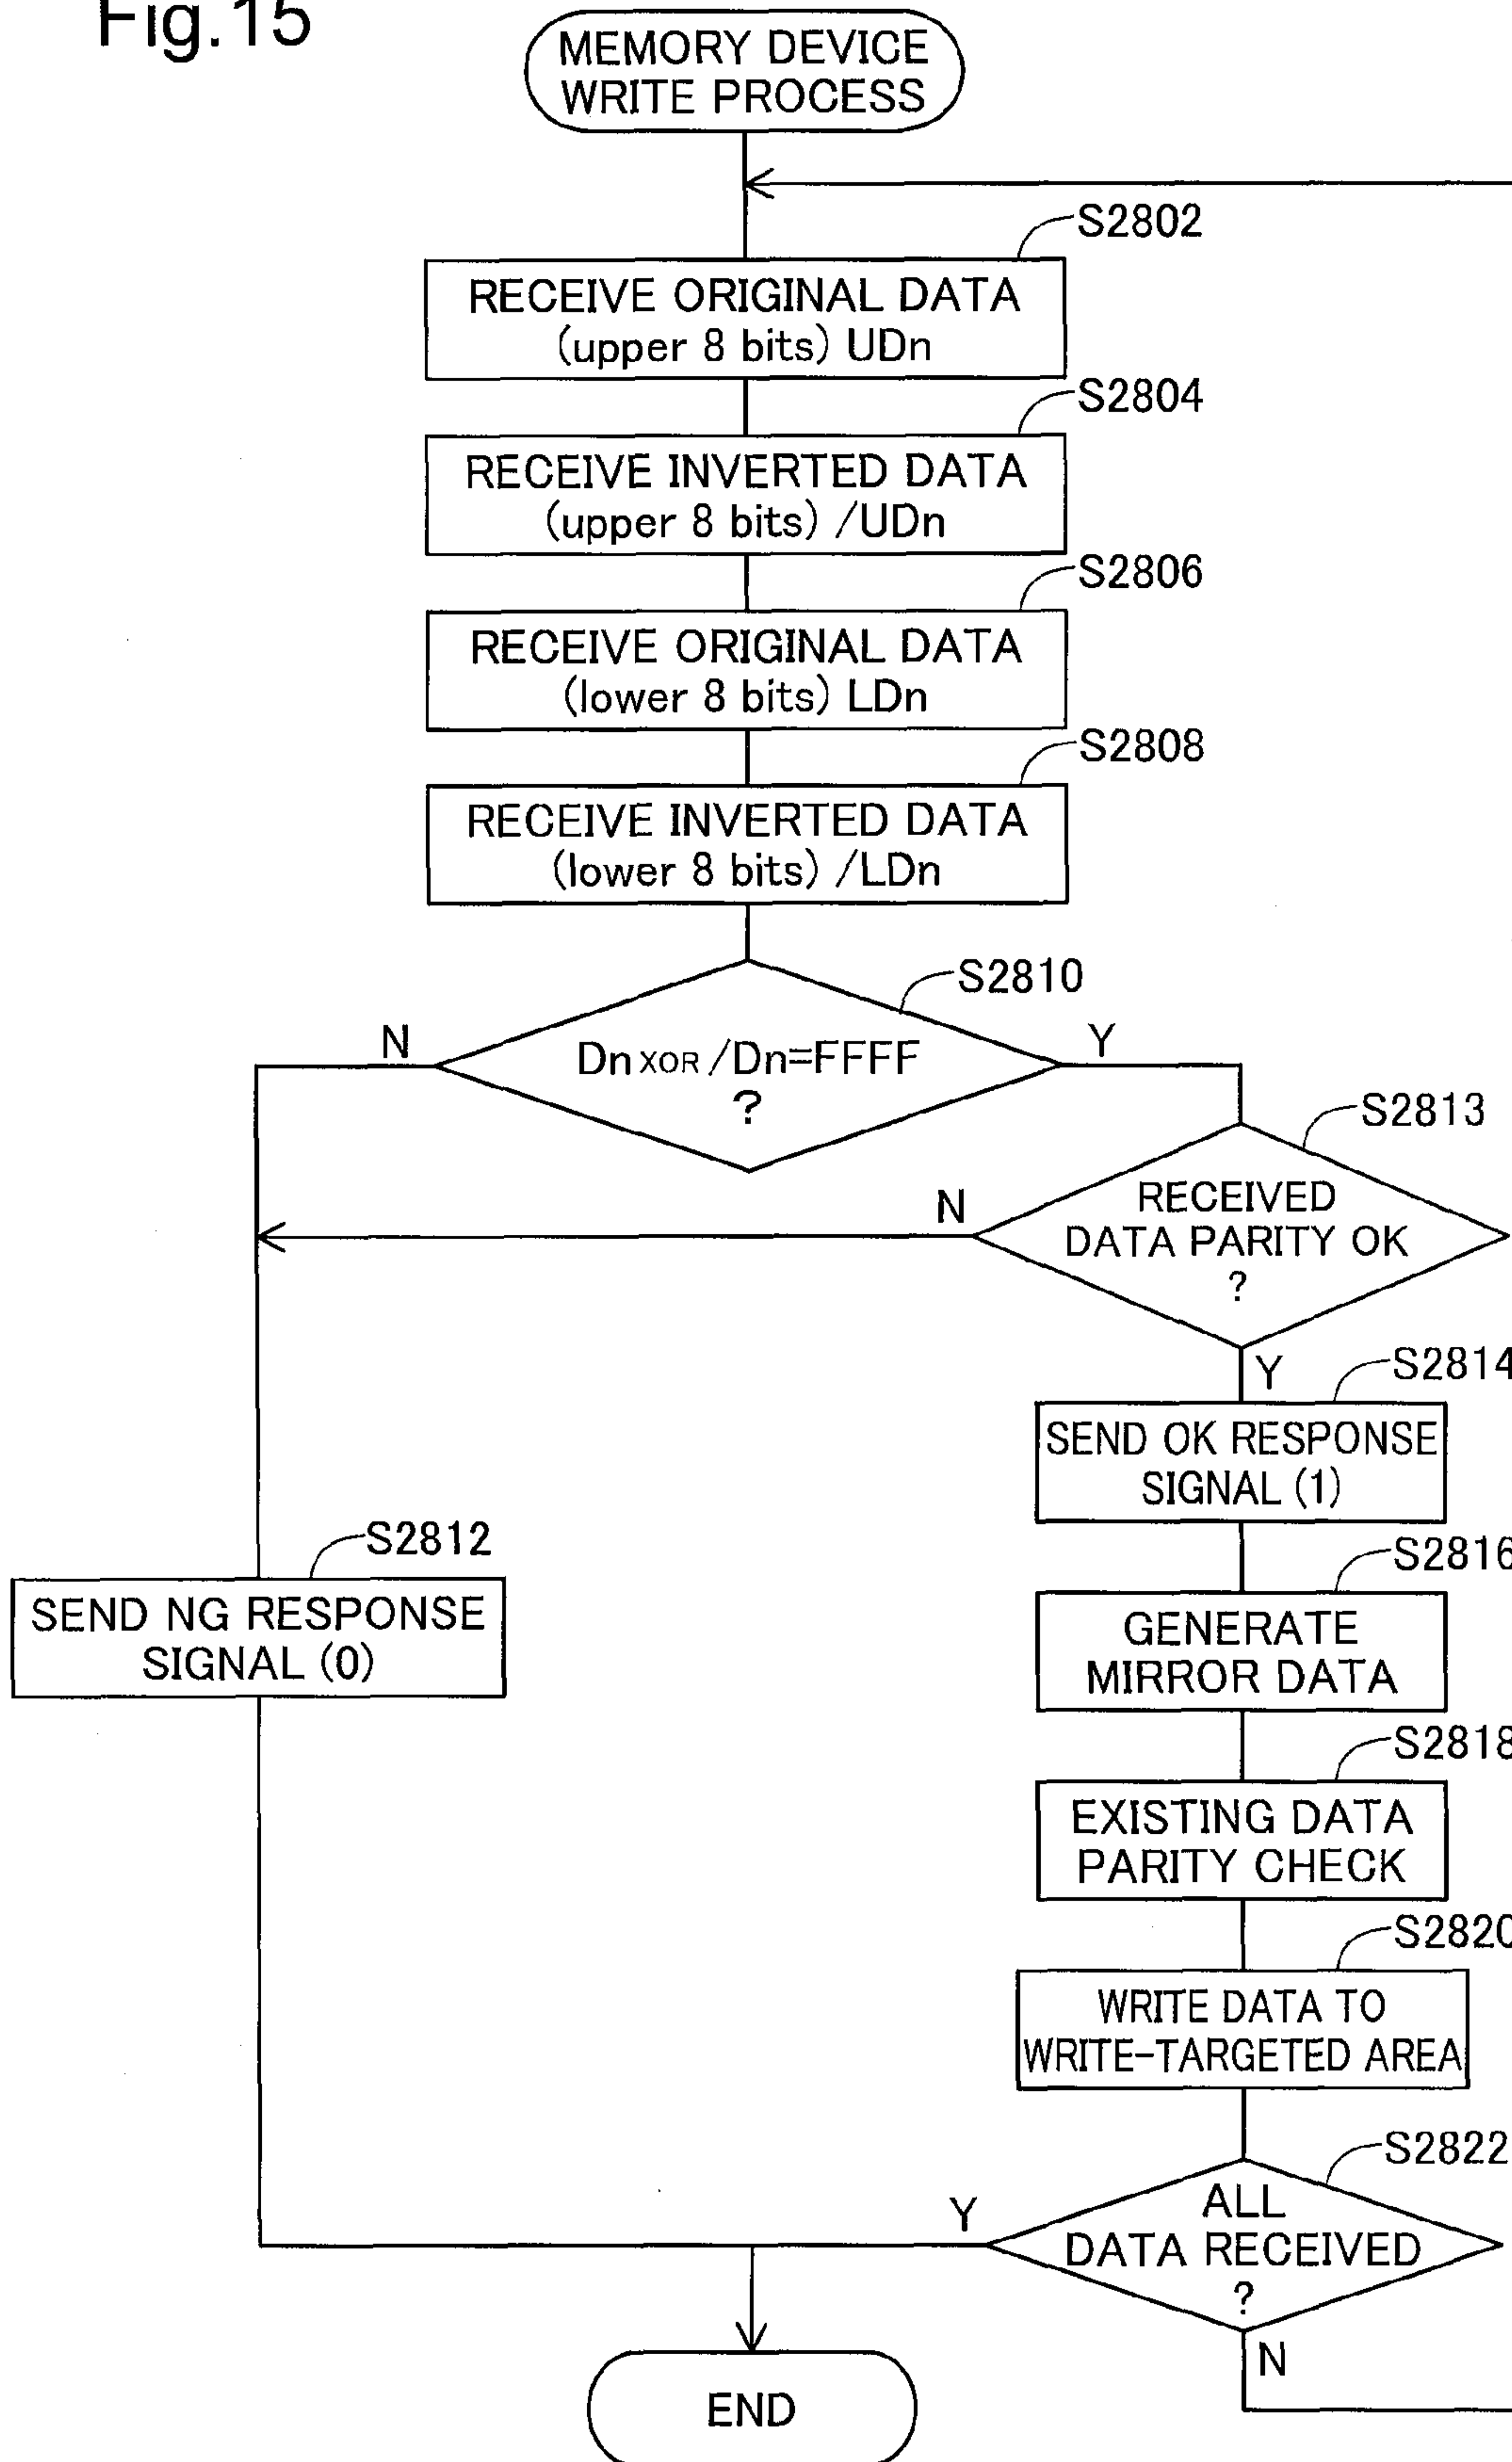 Fig.15
MEMORY DEVICE
WRITE PROCESS
S2802
RECEIVE ORIGINAL DATA
(upper 8 bits) UDn
S2804
RECEIVE INVERTED DATA
(upper 8 bits) /UDn
S2806
RECEIVE ORIGINAL DATA
(lower 8 bits) LDn
S2808
RECEIVE INVERTED DATA
(lower 8 bits) /LDn
S2810
N
Dn XOR /Dn=FFFF
?
Y
S2813
N
RECEIVED
DATA PARITY OK
?
Y
S2814
SEND OK RESPONSE
SIGNAL (1)
S2812
SEND NG RESPONSE
SIGNAL (0)
S2816
GENERATE
MIRROR DATA
S2818
EXISTING DATA
PARITY CHECK
S2820
WRITE DATA TO
WRITE-TARGETED AREA
S2822
Y
ALL
DATA RECEIVED
?
N
END